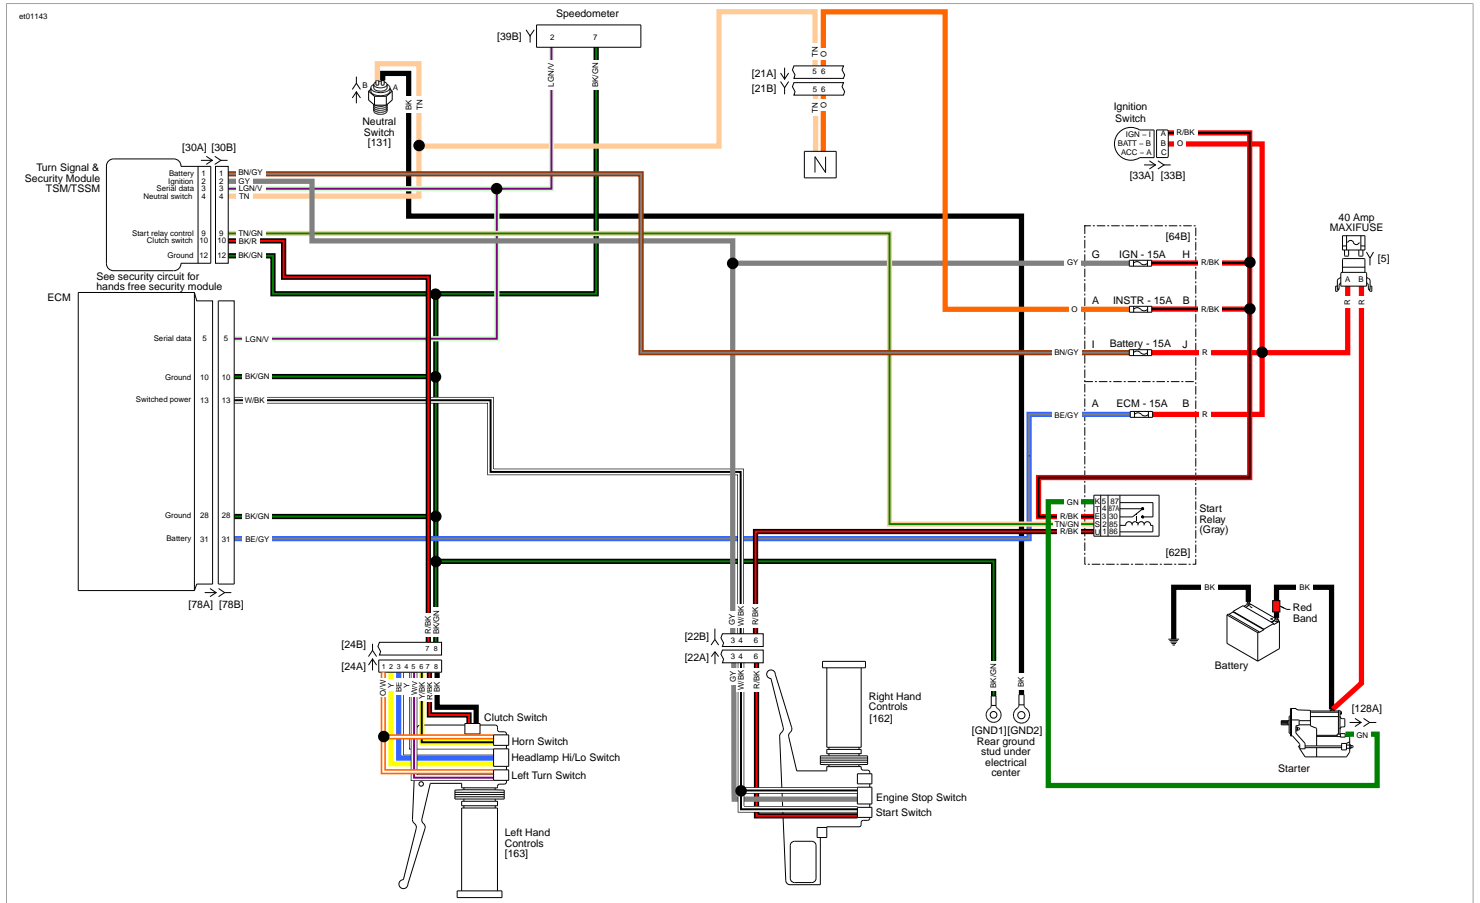 et01143
Speedometer
[39B]
2 7
LGN/V
BK/GN
B A
BK
TN
Neutral
Switch
[131]
TN
O
[21A] 5 6
[21B] 5 6
TN
O
N
Ignition
Switch
IGN – I A R/BK
BATT – B B O
ACC – A C
[33A] [33B]
40 Amp
MAXIFUSE
[5]
A B
R
R
[30A] [30B]
Turn Signal &
Security Module
TSM/TSSM
Battery 1 1 BN/GY
Ignition 2 2 GY
Serial data 3 3 LGN/V
Neutral switch 4 4 TN
Start relay control 9 9 TN/GN
Clutch switch 10 10 BK/R
Ground 12 12 BK/GN
See security circuit for
hands free security module
ECM
Serial data 5 5 LGN/V
Ground 10 10 BK/GN
Switched power 13 13 W/BK
Ground 28 28 BK/GN
Battery 31 31 BE/GY
[78A] [78B]
[64B]
GY G IGN - 15A H R/BK
O A INSTR - 15A B R/BK
BN/GY I Battery - 15A J R
BE/GY A ECM - 15A B R
GN K 5 87
T 4 87A
R/BK E 3 30
TN/GN S 2 85
R/BK U 1 86
Start
Relay
(Gray)
[62B]
BK
BK
Red
Band
Battery
[128A]
GN
Starter
R/BK
BK/GN
[24B] 7 8
[24A] 1 2 3 4 5 6 7 8
O/W
Y
BE
Y
W/V
Y/BK
R/BK
BK
Clutch Switch
Horn Switch
Headlamp Hi/Lo Switch
Left Turn Switch
Left Hand
Controls
[163]
GY
W/BK
R/BK
[22B] 3 4 6
[22A] 3 4 6
GY
W/BK
R/BK
Right Hand
Controls
[162]
Engine Stop Switch
Start Switch
BK/GN
BK
[GND1] [GND2]
Rear ground
stud under
electrical
center